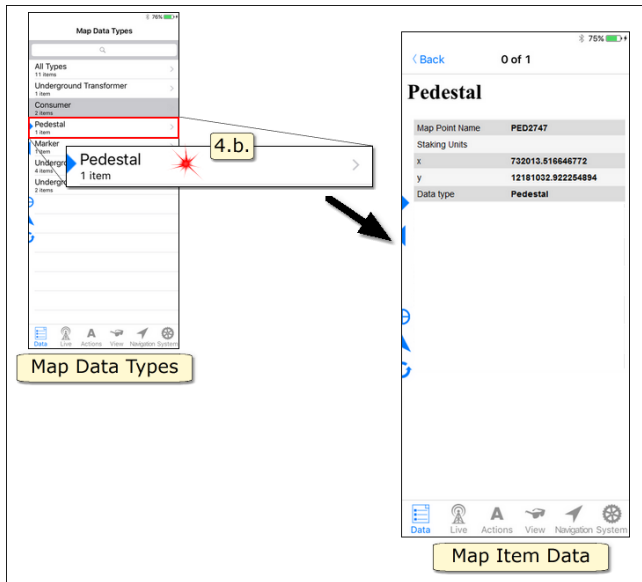 76%
Map Data Types
All Types
11 items
Underground Transformer
1 item
Consumer
2 items
Pedestal
1 item
Marker
1 item
Undergro
4 items
Undergr
2 items
4.b.
Pedestal
1 item
Data Live Actions View Navigation System
Map Data Types
75%
Back 0 of 1
Pedestal
Map Point Name PED2747
Staking Units
x 732013.516646772
y 12181032.922254894
Data type Pedestal
Data Live Actions View Navigation System
Map Item Data